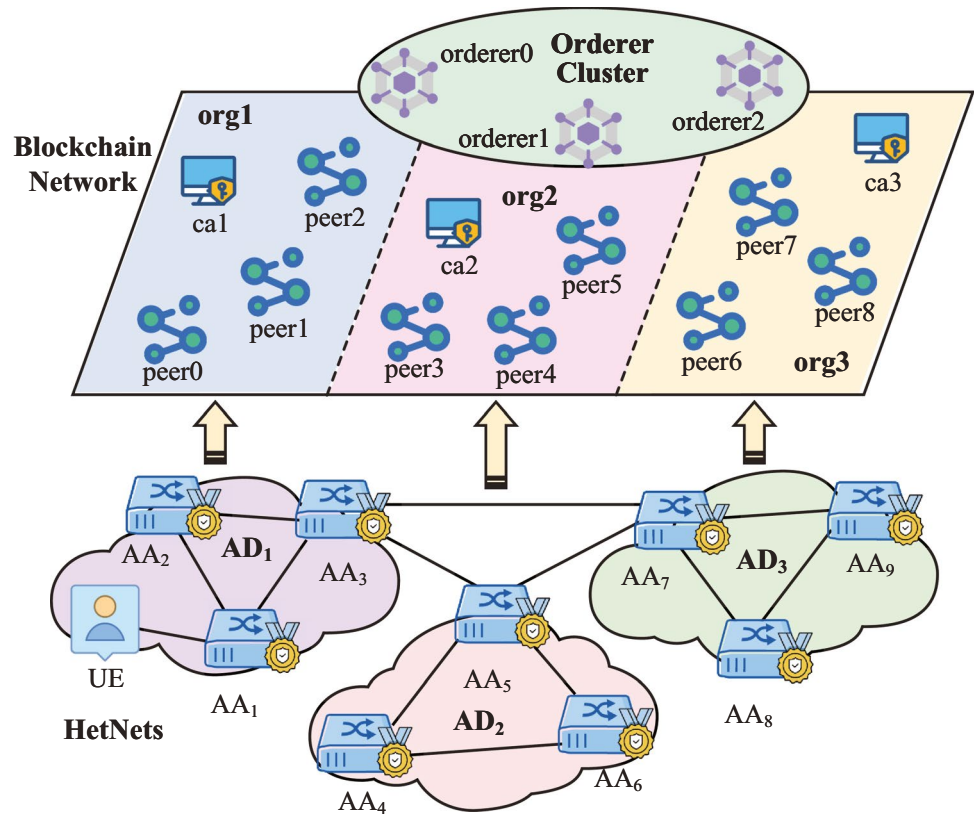 orderer0
Orderer
Cluster
orderer1
orderer2
Blockchain
Network
org1
ca1
peer2
peer1
peer0
org2
ca2
peer5
peer3
peer4
ca3
peer7
peer8
peer6
org3
AA₂
AD₁
AA₃
UE
AA₁
HetNets
AA₅
AD₂
AA₄
AA₆
AA₇
AD₃
AA₉
AA₈